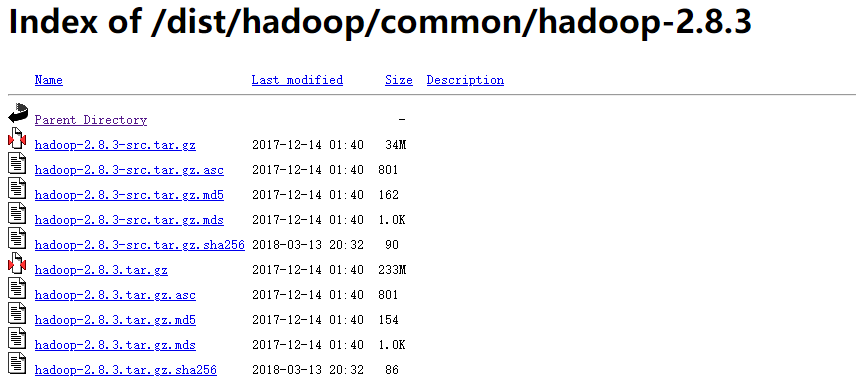 Index of /dist/hadoop/common/hadoop-2.8.3
Name Last modified Size Description
Parent Directory -
hadoop-2.8.3-src.tar.gz 2017-12-14 01:40 34M
hadoop-2.8.3-src.tar.gz.asc 2017-12-14 01:40 801
hadoop-2.8.3-src.tar.gz.md5 2017-12-14 01:40 162
hadoop-2.8.3-src.tar.gz.mds 2017-12-14 01:40 1.0K
hadoop-2.8.3-src.tar.gz.sha256 2018-03-13 20:32 90
hadoop-2.8.3.tar.gz 2017-12-14 01:40 233M
hadoop-2.8.3.tar.gz.asc 2017-12-14 01:40 801
hadoop-2.8.3.tar.gz.md5 2017-12-14 01:40 154
hadoop-2.8.3.tar.gz.mds 2017-12-14 01:40 1.0K
hadoop-2.8.3.tar.gz.sha256 2018-03-13 20:32 86